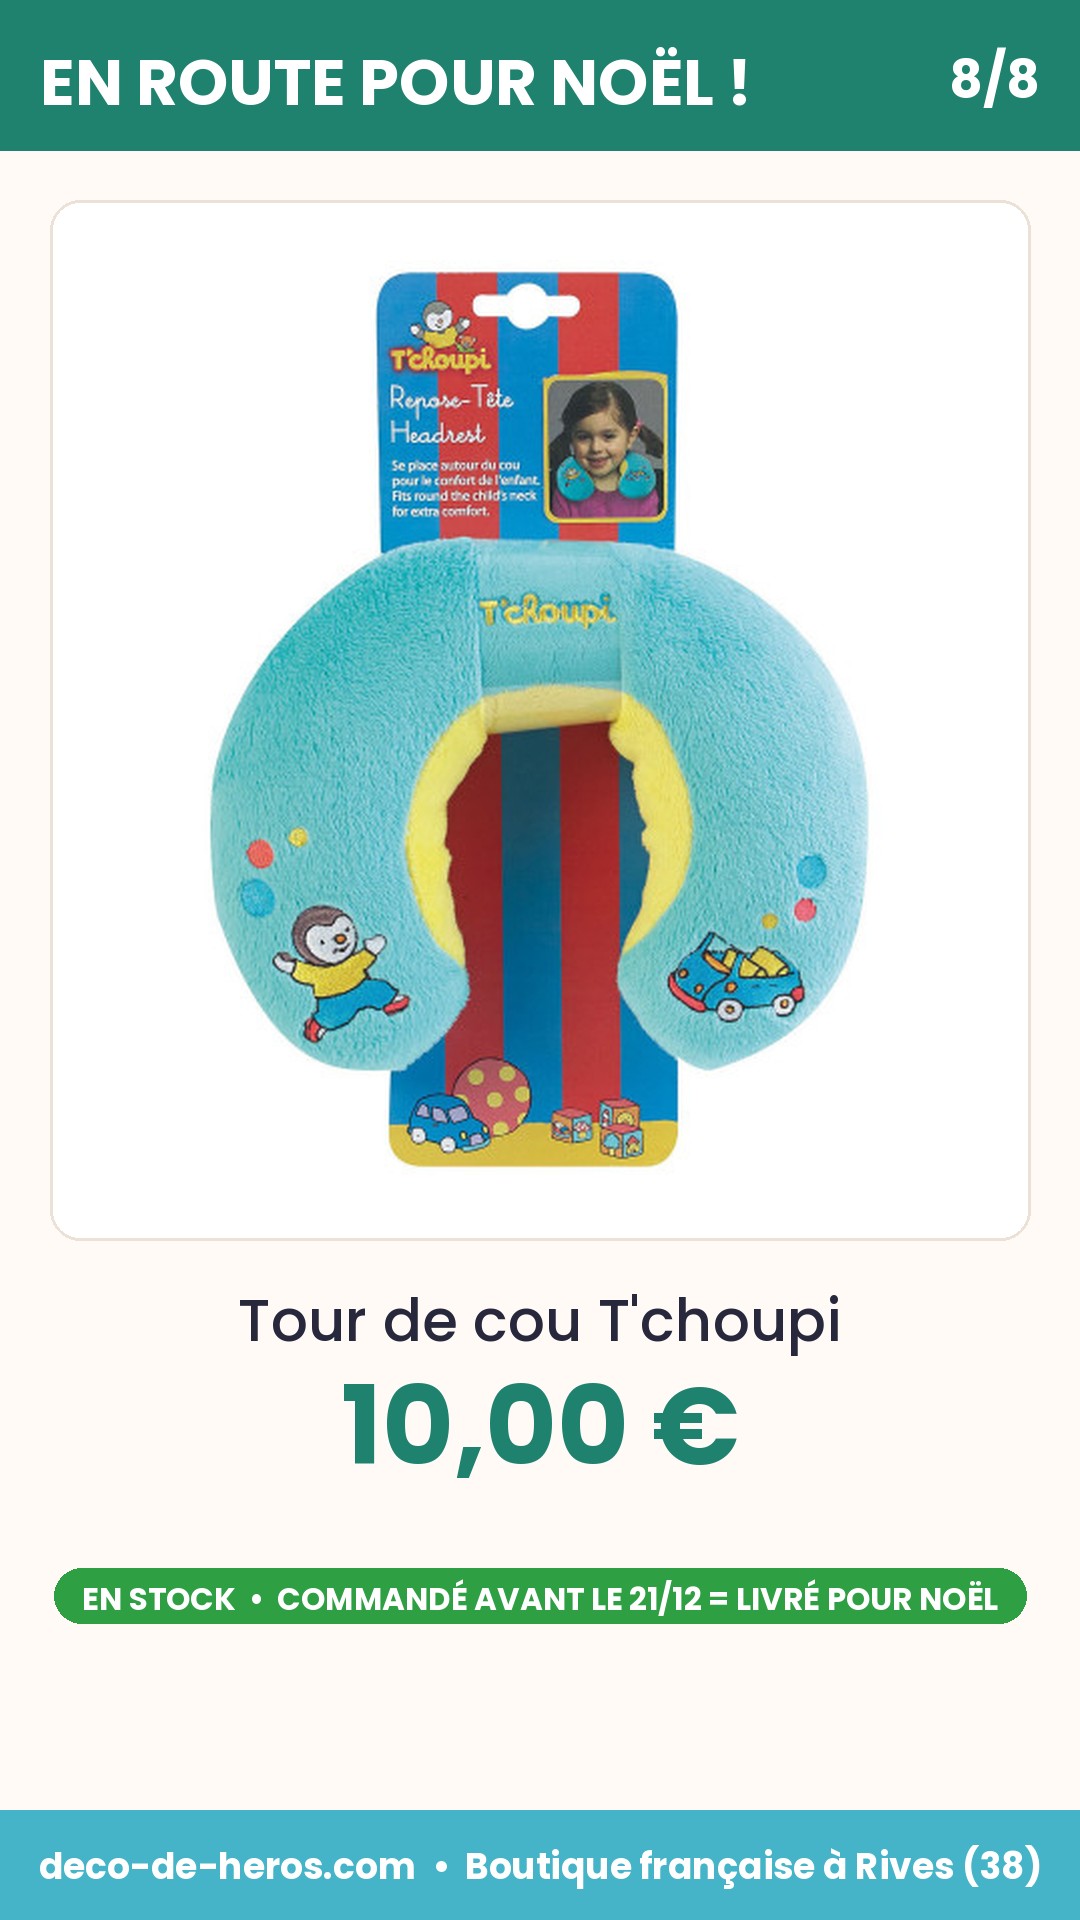 EN ROUTE POUR NOËL !
8/8
T'choupi
Repose-Tête
Headrest
Se place autour du cou
pour le confort de l'enfant.
Fits round the child's neck
for extra comfort.
T'choupi
Tour de cou T'choupi
10,00 €
EN STOCK • COMMANDÉ AVANT LE 21/12 = LIVRÉ POUR NOËL
deco-de-heros.com • Boutique française à Rives (38)